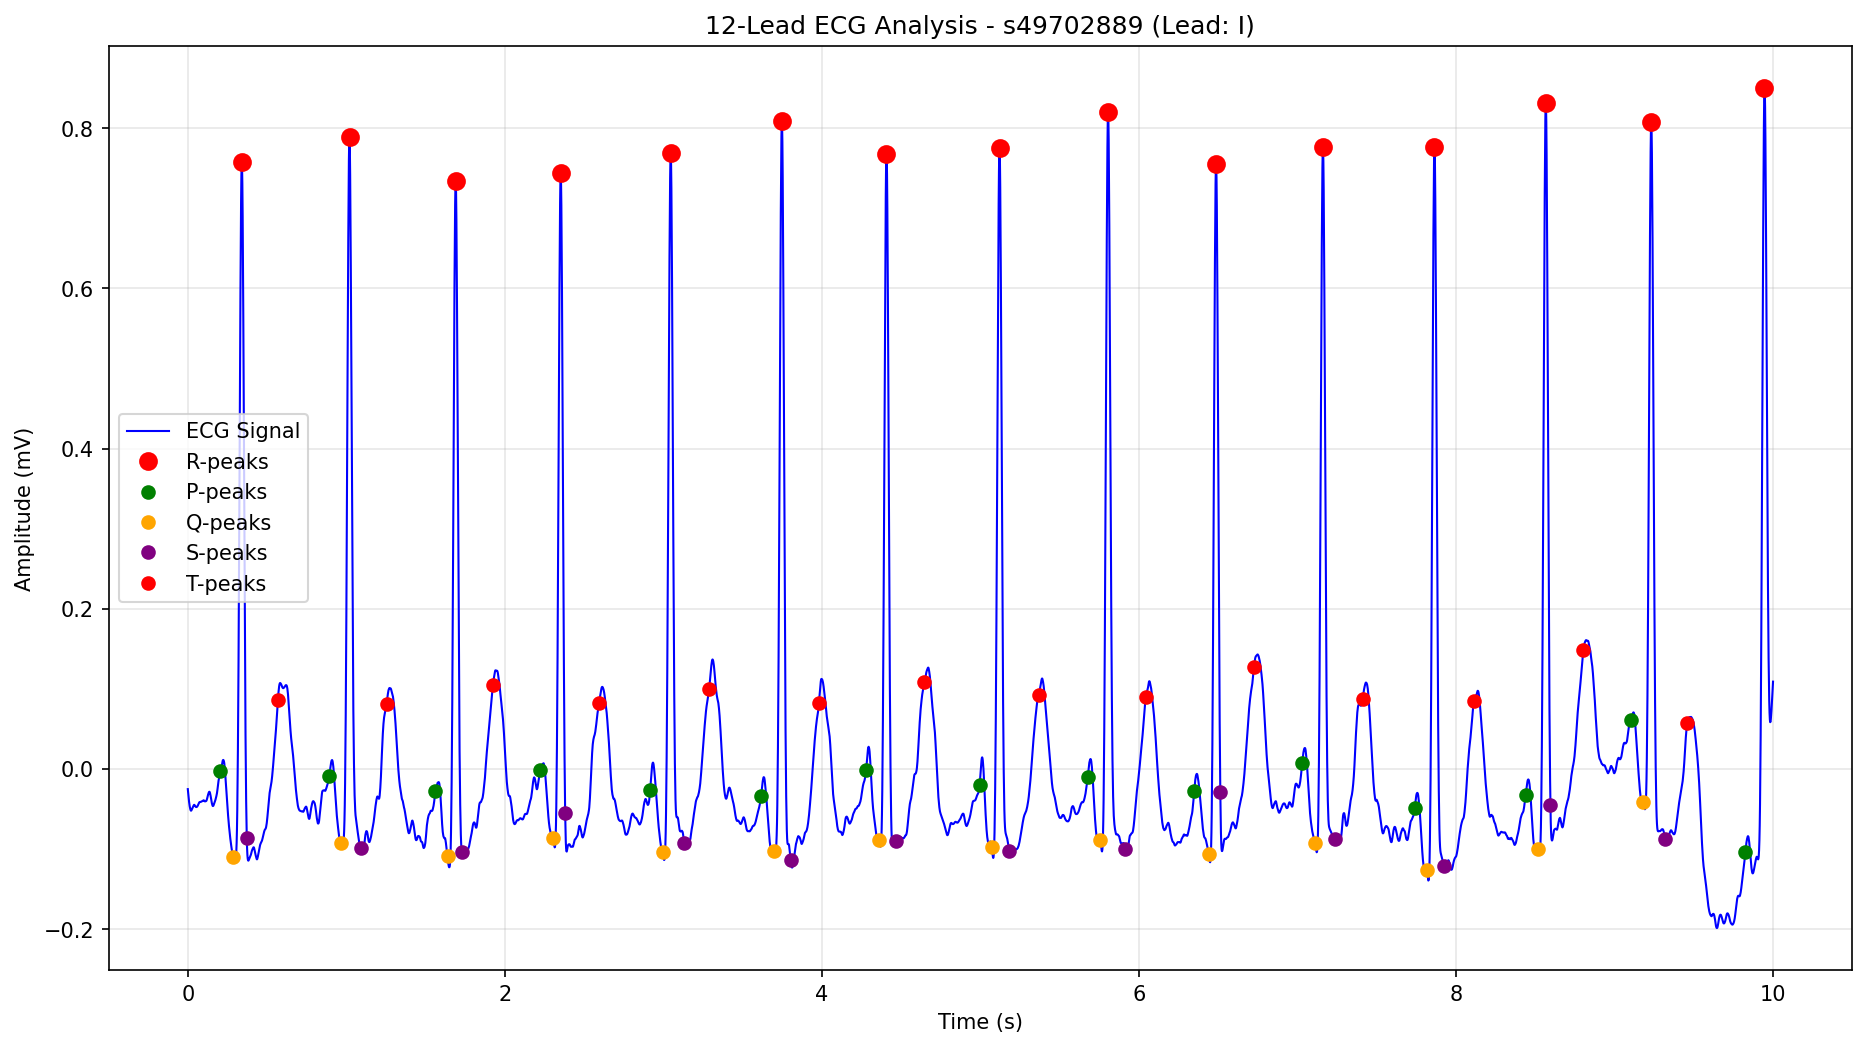 12-Lead ECG Analysis - s49702889 (Lead: I)
Amplitude (mV)
0.8
0.6
0.4
0.2
0.0
−0.2
ECG Signal
R-peaks
P-peaks
Q-peaks
S-peaks
T-peaks
0 2 4 6 8 10
Time (s)